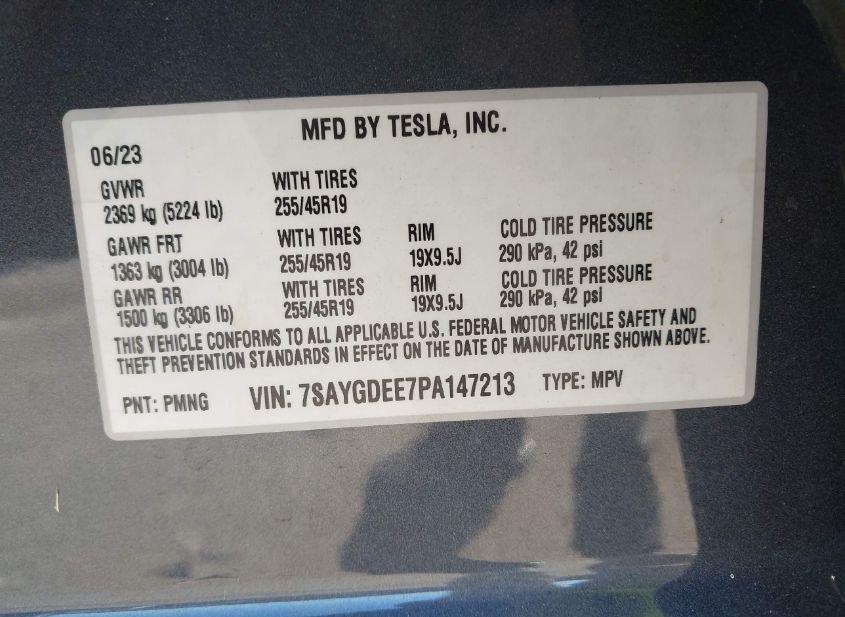 MFD BY TESLA, INC.
06/23
GVWR WITH TIRES
2369 kg (5224 lb) 255/45R19
GAWR FRT WITH TIRES RIM COLD TIRE PRESSURE
1363 kg (3004 lb) 255/45R19 19X9.5J 290 kPa, 42 psi
GAWR RR WITH TIRES RIM COLD TIRE PRESSURE
1500 kg (3306 lb) 255/45R19 19X9.5J 290 kPa, 42 psi
THIS VEHICLE CONFORMS TO ALL APPLICABLE U.S. FEDERAL MOTOR VEHICLE SAFETY AND
THEFT PREVENTION STANDARDS IN EFFECT ON THE DATE OF MANUFACTURE SHOWN ABOVE.
PNT: PMNG VIN: 7SAYGDEE7PA147213 TYPE: MPV